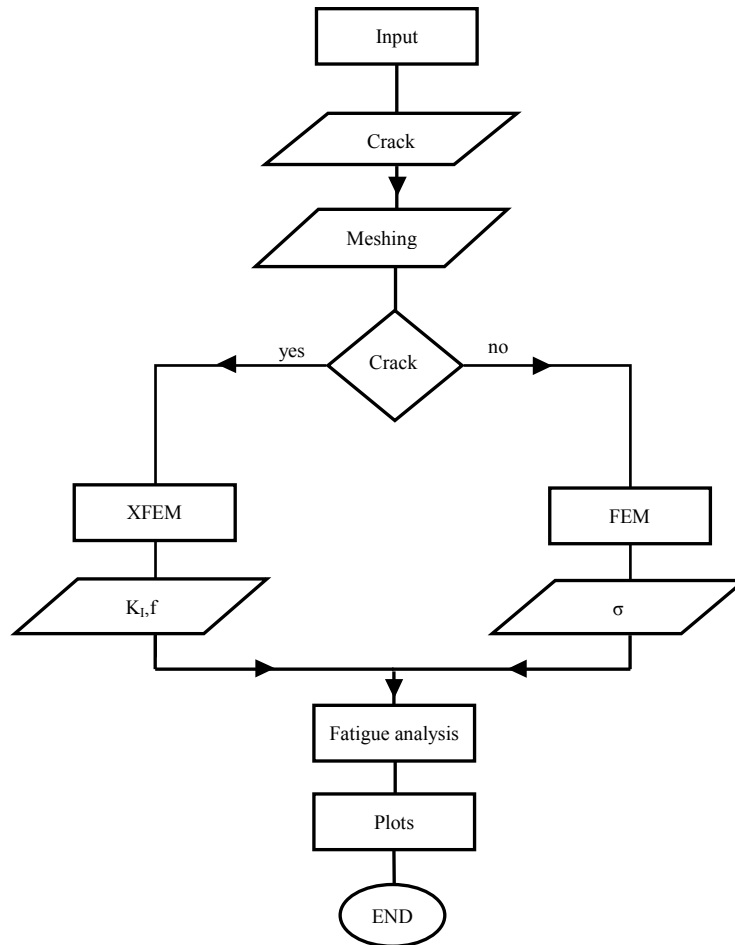 Input
Crack
Meshing
yes
Crack
no
XFEM
FEM
K_I,f
σ
Fatigue analysis
Plots
END